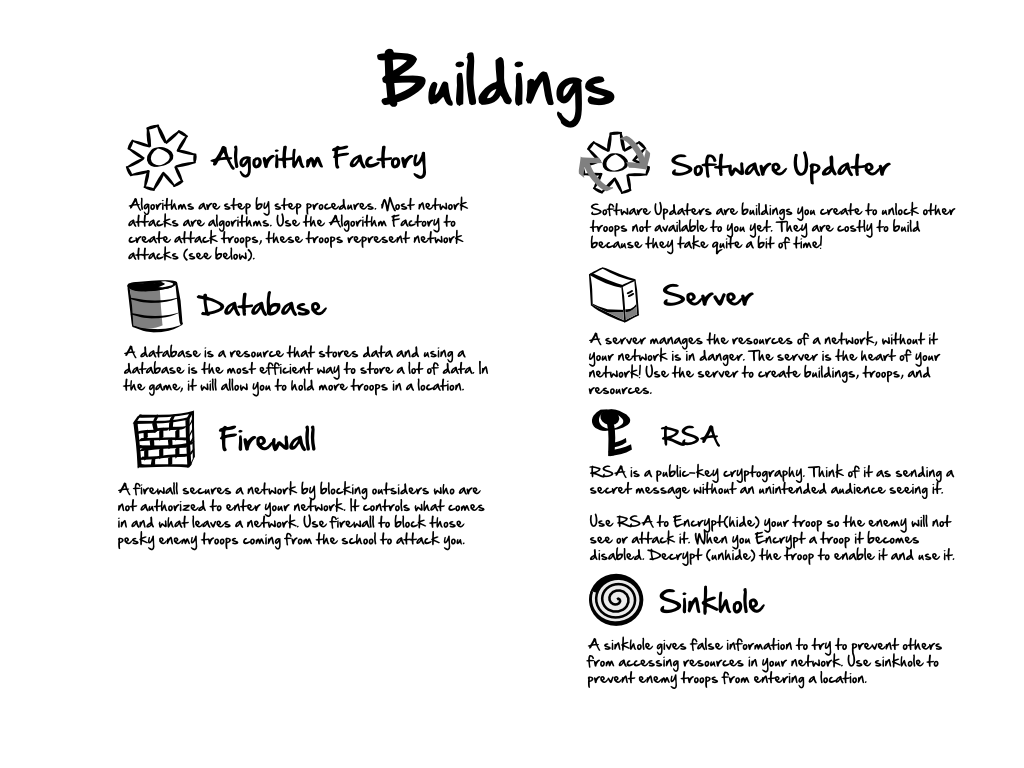 Buildings
Algorithm Factory
Algorithms are step by step procedures. Most network
attacks are algorithms. Use the Algorithm Factory to
create attack troops, these troops represent network
attacks (see below).
Database
A database is a resource that stores data and using a
database is the most efficient way to store a lot of data. In
the game, it will allow you to hold more troops in a location.
Firewall
A firewall secures a network by blocking outsiders who are
not authorized to enter your network. It controls what comes
in and what leaves a network. Use firewall to block those
pesky enemy troops coming from the school to attack you.
Software Updater
Software Updaters are buildings you create to unlock other
troops not available to you yet. They are costly to build
because they take quite a bit of time!
Server
A server manages the resources of a network, without it
your network is in danger. The server is the heart of your
network! Use the server to create buildings, troops, and
resources.
RSA
RSA is a public-key cryptography. Think of it as sending a
secret message without an unintended audience seeing it.
Use RSA to Encrypt(hide) your troop so the enemy will not
see or attack it. When you Encrypt a troop it becomes
disabled. Decrypt (unhide) the troop to enable it and use it.
Sinkhole
A sinkhole gives false information to try to prevent others
from accessing resources in your network. Use sinkhole to
prevent enemy troops from entering a location.